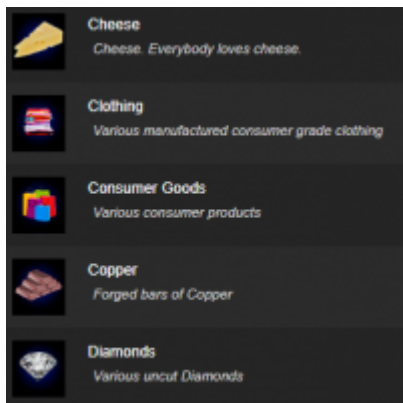 Cheese
Cheese. Everybody loves cheese.
Clothing
Various manufactured consumer grade clothing
Consumer Goods
Various consumer products
Copper
Forged bars of Copper
Diamonds
Various uncut Diamonds